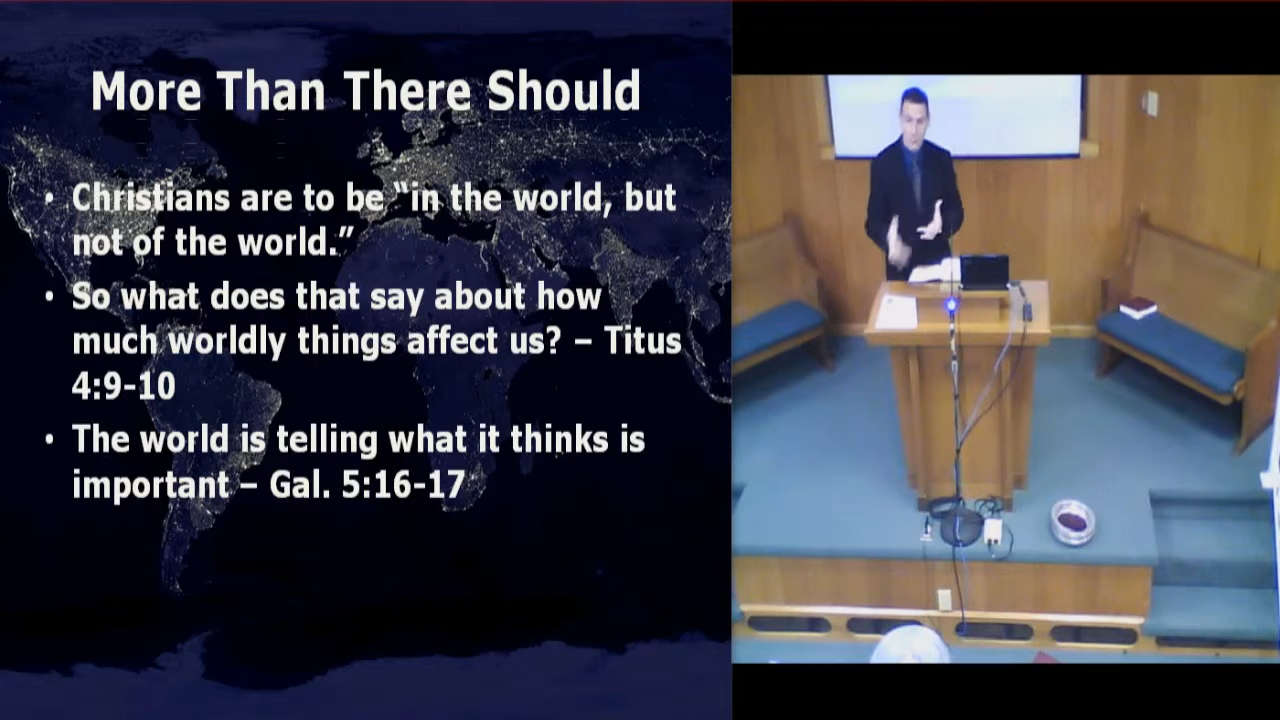 More Than There Should
• Christians are to be “in the world, but
not of the world.”
• So what does that say about how
much worldly things affect us? – Titus
4:9-10
• The world is telling what it thinks is
important – Gal. 5:16-17